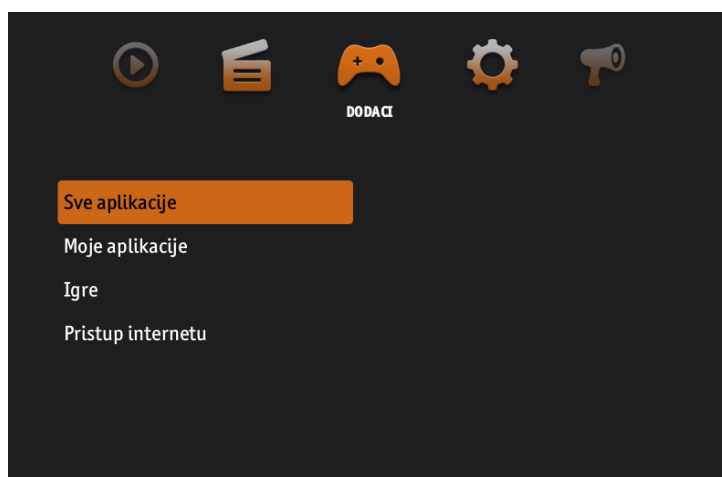 DODACI
Sve aplikacije
Moje aplikacije
Igre
Pristup internetu